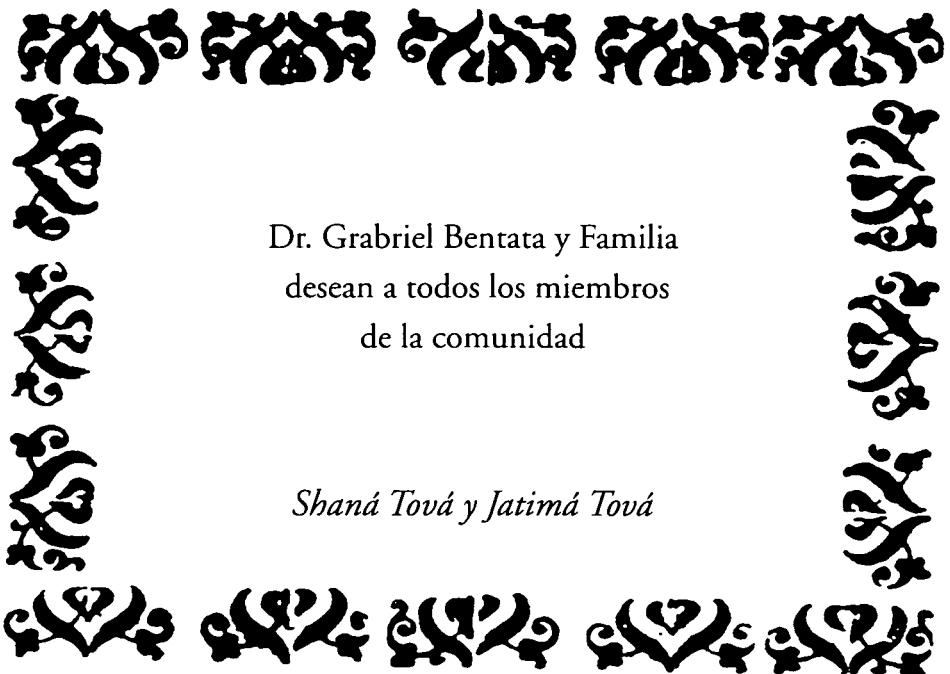 Dr. Grabriel Bentata y Familia
desean a todos los miembros
de la comunidad
Shaná Tová y Jatimá Tová